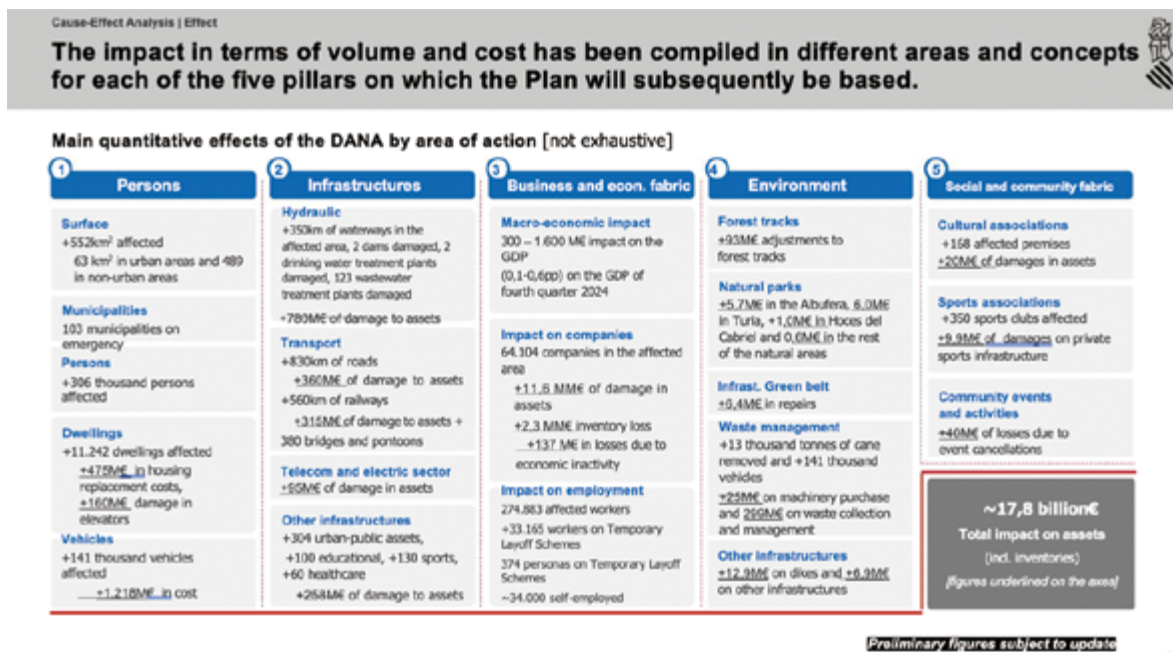 Cause-Effect Analysis | Effect
The impact in terms of volume and cost has been compiled in different areas and concepts
for each of the five pillars on which the Plan will subsequently be based.
Main quantitative effects of the DANA by area of action [not exhaustive]
1
Persons
Surface
+552km² affected
63 km² in urban areas and 489
in non-urban areas
Municipalities
103 municipalities on
emergency
Persons
+306 thousand persons
affected
Dwellings
+11.242 dwellings affected
+475M€ in housing
replacement costs,
+160M€ damage in
elevators
Vehicles
+141 thousand vehicles
affected
+1.218M€ in cost
2
Infrastructures
Hydraulic
+350km of waterways in the
affected area, 2 dams damaged, 2
drinking water treatment plants
damaged, 123 wastewater
treatment plants damaged
+780M€ of damage to assets
Transport
+830km of roads
+360M€ of damage to assets
+560km of railways
+315M€ of damage to assets +
380 bridges and pontoons
Telecom and electric sector
+95M€ of damage in assets
Other infrastructures
+304 urban-public assets,
+100 educational, +130 sports,
+60 healthcare
+258M€ of damage to assets
3
Business and econ. fabric
Macro-economic impact
300 – 1.600 M€ impact on the
GDP
(0,1-0,6pp) on the GDP of
fourth quarter 2024
Impact on companies
64.104 companies in the affected
area
+11,6 MM€ of damage in
assets
+2,3 MM€ inventory loss
+137 M€ in losses due to
economic inactivity
Impact on employment
274.883 affected workers
+33.165 workers on Temporary
Layoff Schemes
374 personas on Temporary Layoff
Schemes
~34.000 self-employed
4
Environment
Forest tracks
+93M€ adjustments to
forest tracks
Natural parks
+5.7M€ in the Albufera, 6,0M€
in Turia, +1,0M€ in Hoces del
Cabriel and 0,6M€ in the rest
of the natural areas
Infrast. Green belt
+6,4M€ in repairs
Waste management
+13 thousand tonnes of cane
removed and +141 thousand
vehicles
+25M€ on machinery purchase
and 299M€ on waste collection
and management
Other Infrastructures
+12,9M€ on dikes and +6,9M€
on other infrastructures
5
Social and community fabric
Cultural associations
+168 affected premises
+20M€ of damages in assets
Sports associations
+350 sports clubs affected
+9.9M€ of damages on private
sports infrastructure
Community events
and activities
+40M€ of losses due to
event cancellations
~17,8 billion€
Total impact on assets
(incl. inventories)
[figures underlined on the axes]
Preliminary figures subject to update